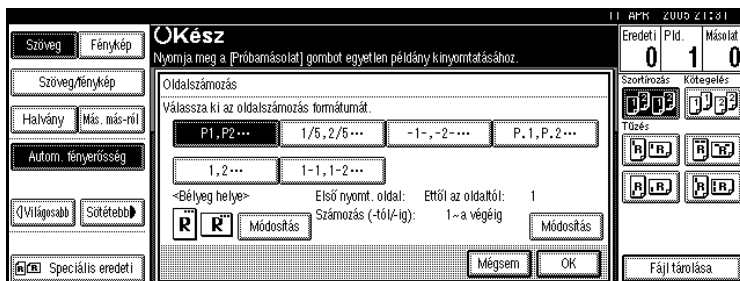 11 APR 2005 21:31
Szöveg
Fénykép
Szöveg/fénykép
Halvány
Más. más-ról
Autom. fényerősség
Világosabb
Sötétebb
Speciális eredeti
Kész
Nyomja meg a [Próbamásolat] gombot egyetlen példány kinyomtatásához.
Oldalszámozás
Válassza ki az oldalszámozás formátumát.
P1,P2···
1/5,2/5···
-1-,-2-···
P.1,P.2···
1,2···
1-1,1-2···
<Bélyeg helye>
Első nyomt. oldal:
Ettől az oldaltól:
1
Számozás (-tól/-ig):
1~a végéig
Módosítás
Módosítás
Mégsem
OK
Eredeti
Pld.
Másolat
0
1
0
Szortírozás
Kötegelés
Tűzés
Fájl tárolása